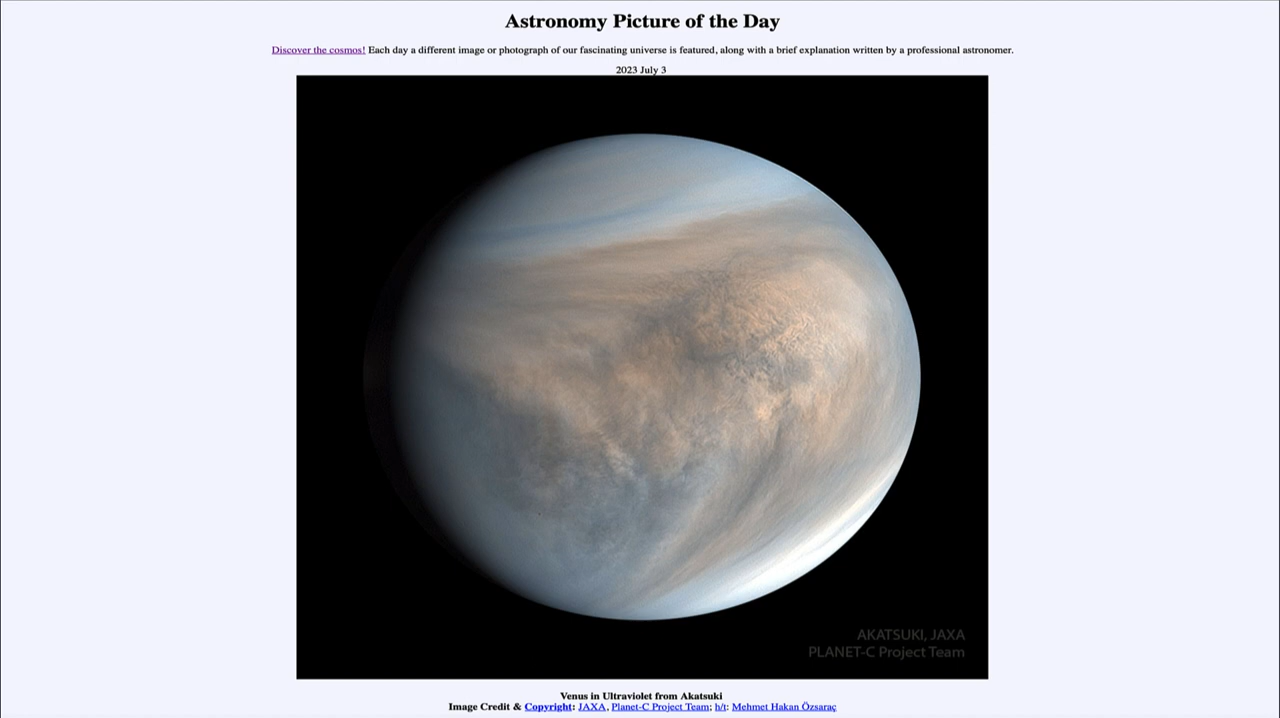 Astronomy Picture of the Day
Discover the cosmos! Each day a different image or photograph of our fascinating universe is featured, along with a brief explanation written by a professional astronomer.
2023 July 3
AKATSUKI, JAXA
PLANET-C Project Team
Venus in Ultraviolet from Akatsuki
Image Credit & Copyright: JAXA, Planet-C Project Team; h/t: Mehmet Hakan Özsaraç